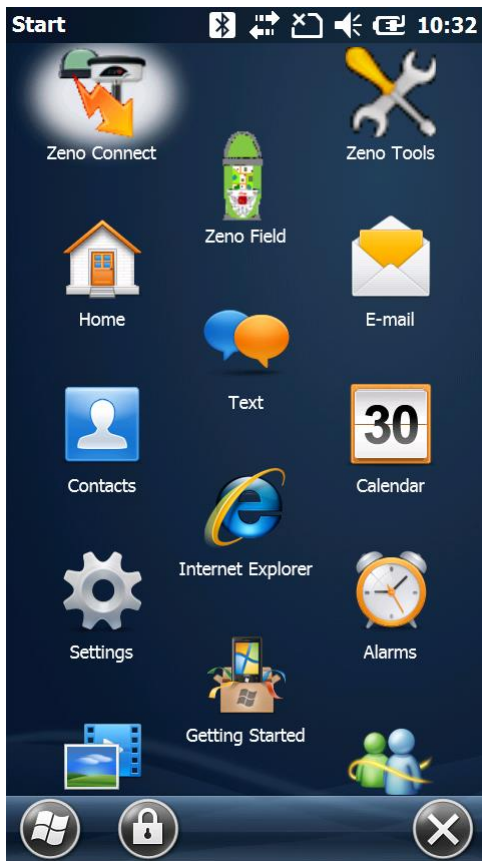 Start 10:32
Zeno Connect
Zeno Tools
Zeno Field
Home
E-mail
Text
Contacts
30
Calendar
Internet Explorer
Settings
Alarms
Getting Started